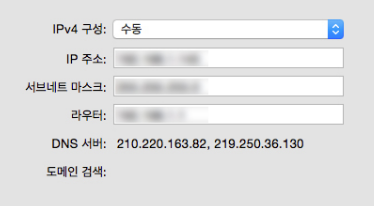 IPv4 구성: 수동
IP 주소:
서브네트 마스크:
라우터:
DNS 서버: 210.220.163.82, 219.250.36.130
도메인 검색: